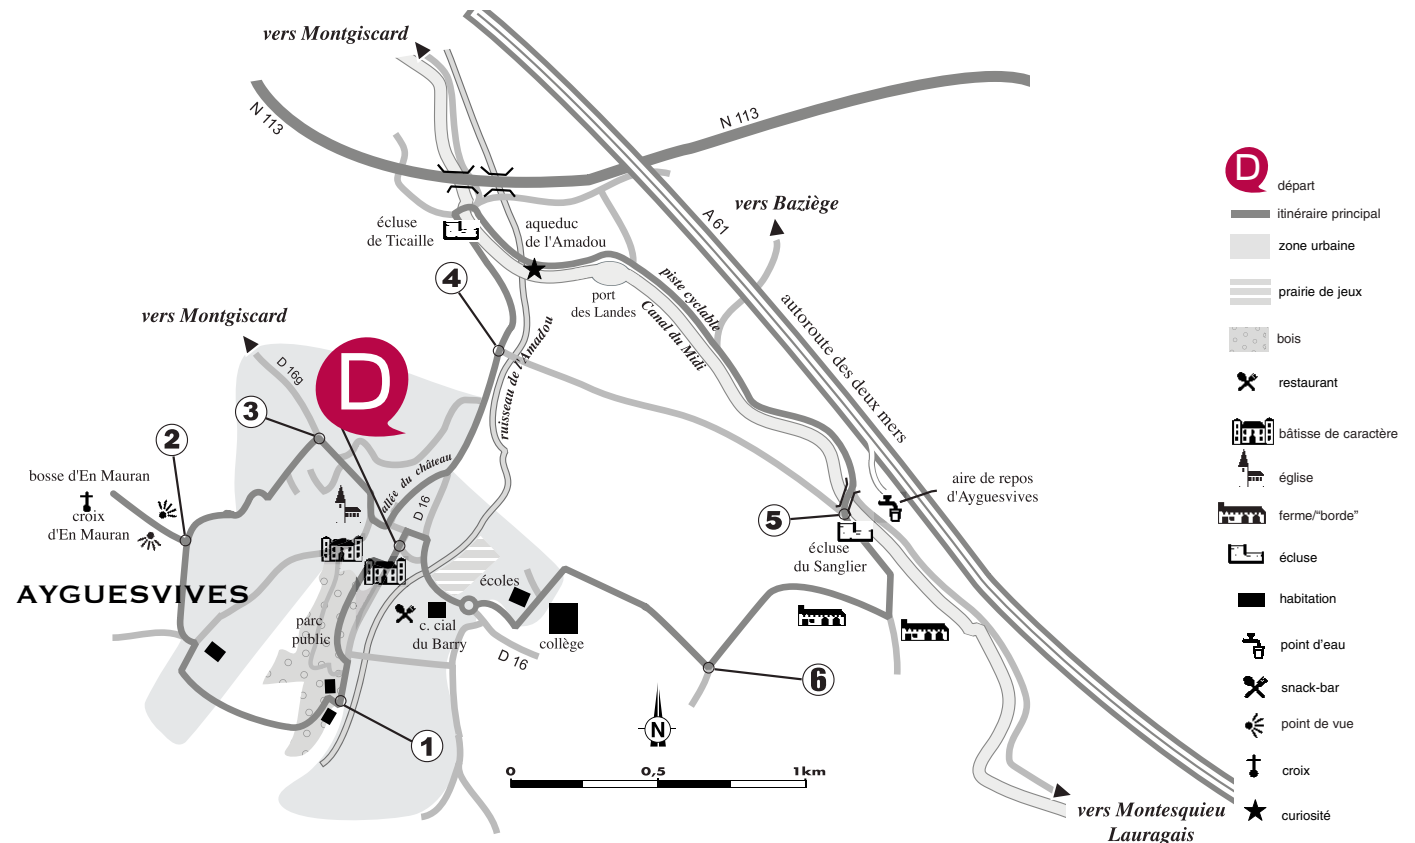 vers Montgiscard
N 113
N 113
A 61
vers Baziège
écluse
de Ticaille
aqueduc
de l'Amadou
4
port
des Landes
piste cyclable
Canal du Midi
autoroute des deux mers
vers Montgiscard
D 16g
D
ruisseau de l'Amadou
3
2
bosse d'En Mauran
croix
d'En Mauran
allée du château
D 16
aire de repos
d'Ayguesvives
5
écluse
du Sanglier
AYGUESVIVES
écoles
parc
public
c. cial
du Barry
collège
D 16
6
1
N
0 0,5 1km
vers Montesquieu
Lauragais
D
départ
itinéraire principal
zone urbaine
prairie de jeux
bois
restaurant
bâtisse de caractère
église
ferme/"borde"
écluse
habitation
point d'eau
snack-bar
point de vue
croix
curiosité